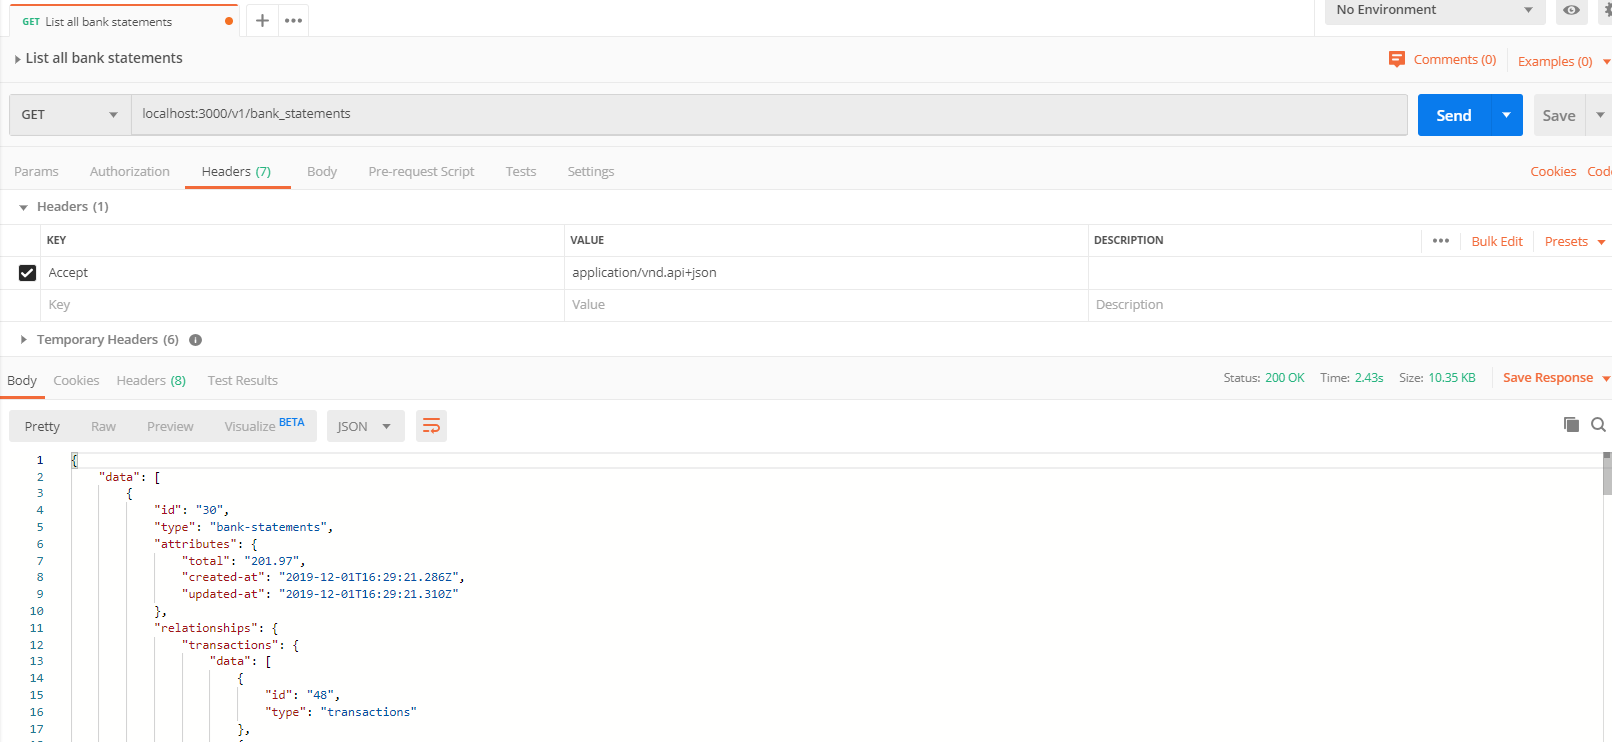 GET List all bank statements
No Environment
List all bank statements
Comments (0)
Examples (0)
GET
localhost:3000/v1/bank_statements
Send
Save
Params Authorization Headers (7) Body Pre-request Script Tests Settings
Cookies
Headers (1)
KEY VALUE DESCRIPTION
Bulk Edit Presets
Accept application/vnd.api+json
Key Value Description
Temporary Headers (6)
Body Cookies Headers (8) Test Results
Status: 200 OK Time: 2.43s Size: 10.35 KB Save Response
Pretty Raw Preview Visualize BETA JSON
1 {
2 "data": [
3 {
4 "id": "30",
5 "type": "bank-statements",
6 "attributes": {
7 "total": "201.97",
8 "created-at": "2019-12-01T16:29:21.286Z",
9 "updated-at": "2019-12-01T16:29:21.310Z"
10 },
11 "relationships": {
12 "transactions": {
13 "data": [
14 {
15 "id": "48",
16 "type": "transactions"
17 },